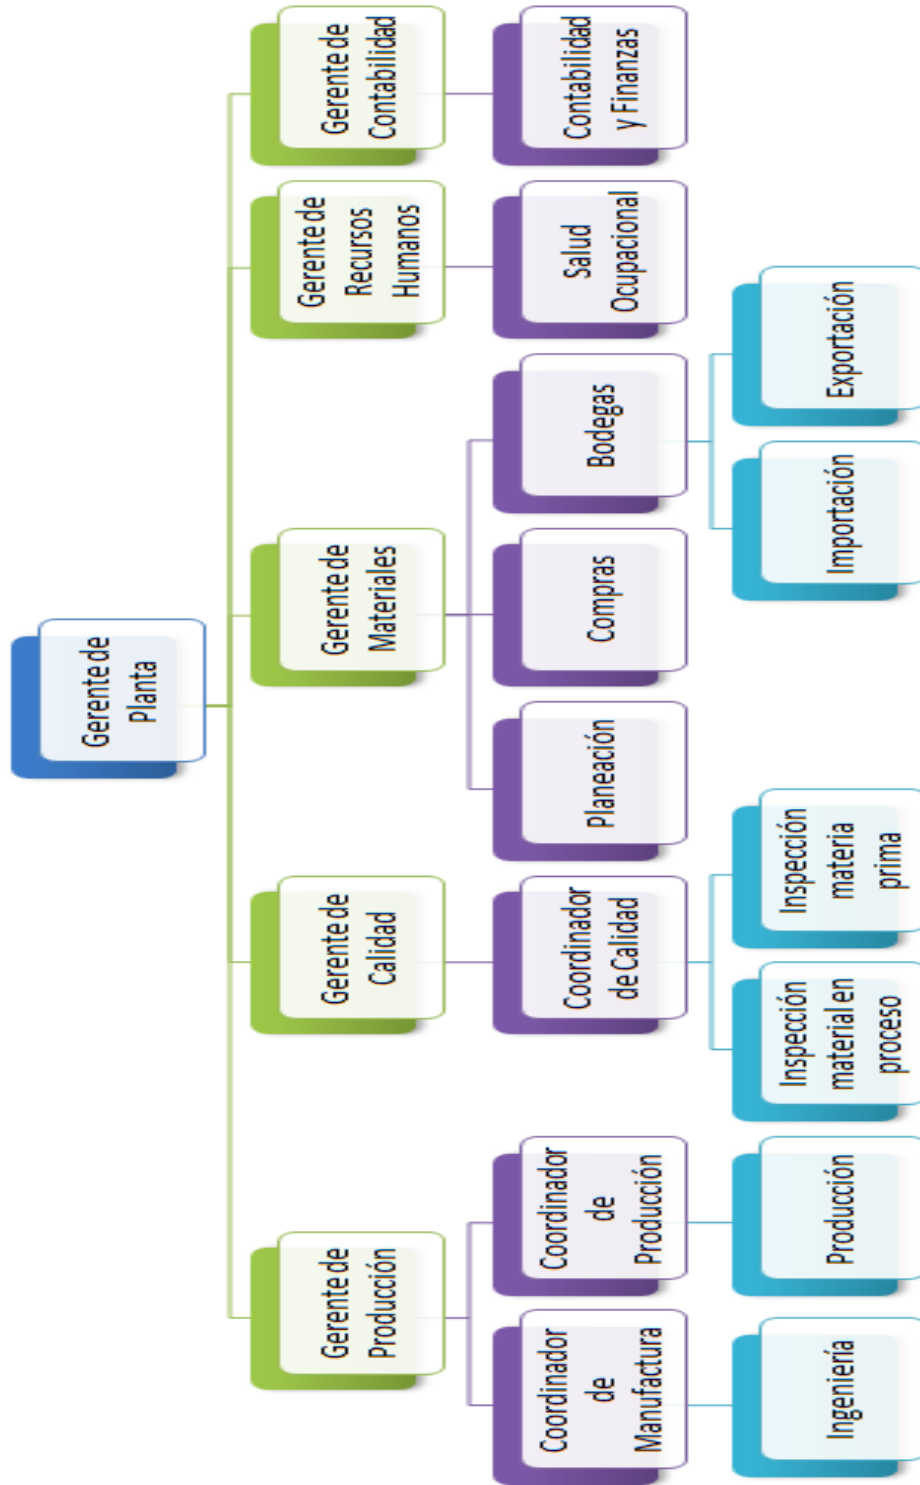 Gerente de
Planta
Gerente de
Producción
Gerente de
Calidad
Gerente de
Materiales
Gerente de
Recursos
Humanos
Gerente de
Contabilidad
Coordinador
de
Manufactura
Coordinador
de
Producción
Coordinador
de Calidad
Planeación
Compras
Bodegas
Salud
Ocupacional
Contabilidad
y Finanzas
Ingeniería
Producción
Inspección
material en
proceso
Inspección
materia
prima
Importación
Exportación